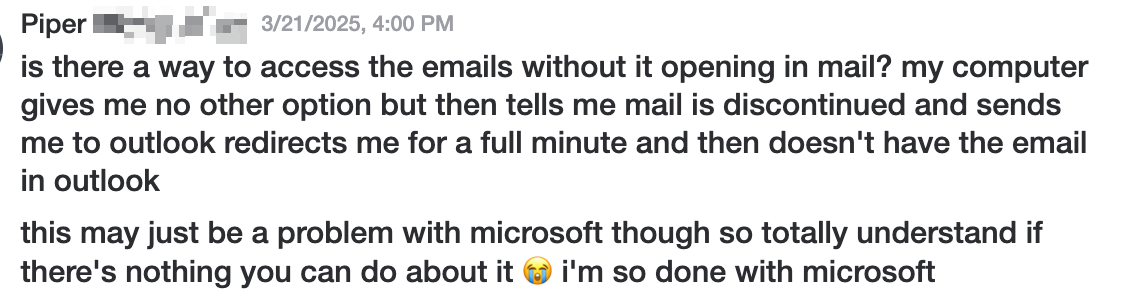 Piper 3/21/2025, 4:00 PM
is there a way to access the emails without it opening in mail? my computer
gives me no other option but then tells me mail is discontinued and sends
me to outlook redirects me for a full minute and then doesn't have the email
in outlook
this may just be a problem with microsoft though so totally understand if
there's nothing you can do about it 😭 i'm so done with microsoft